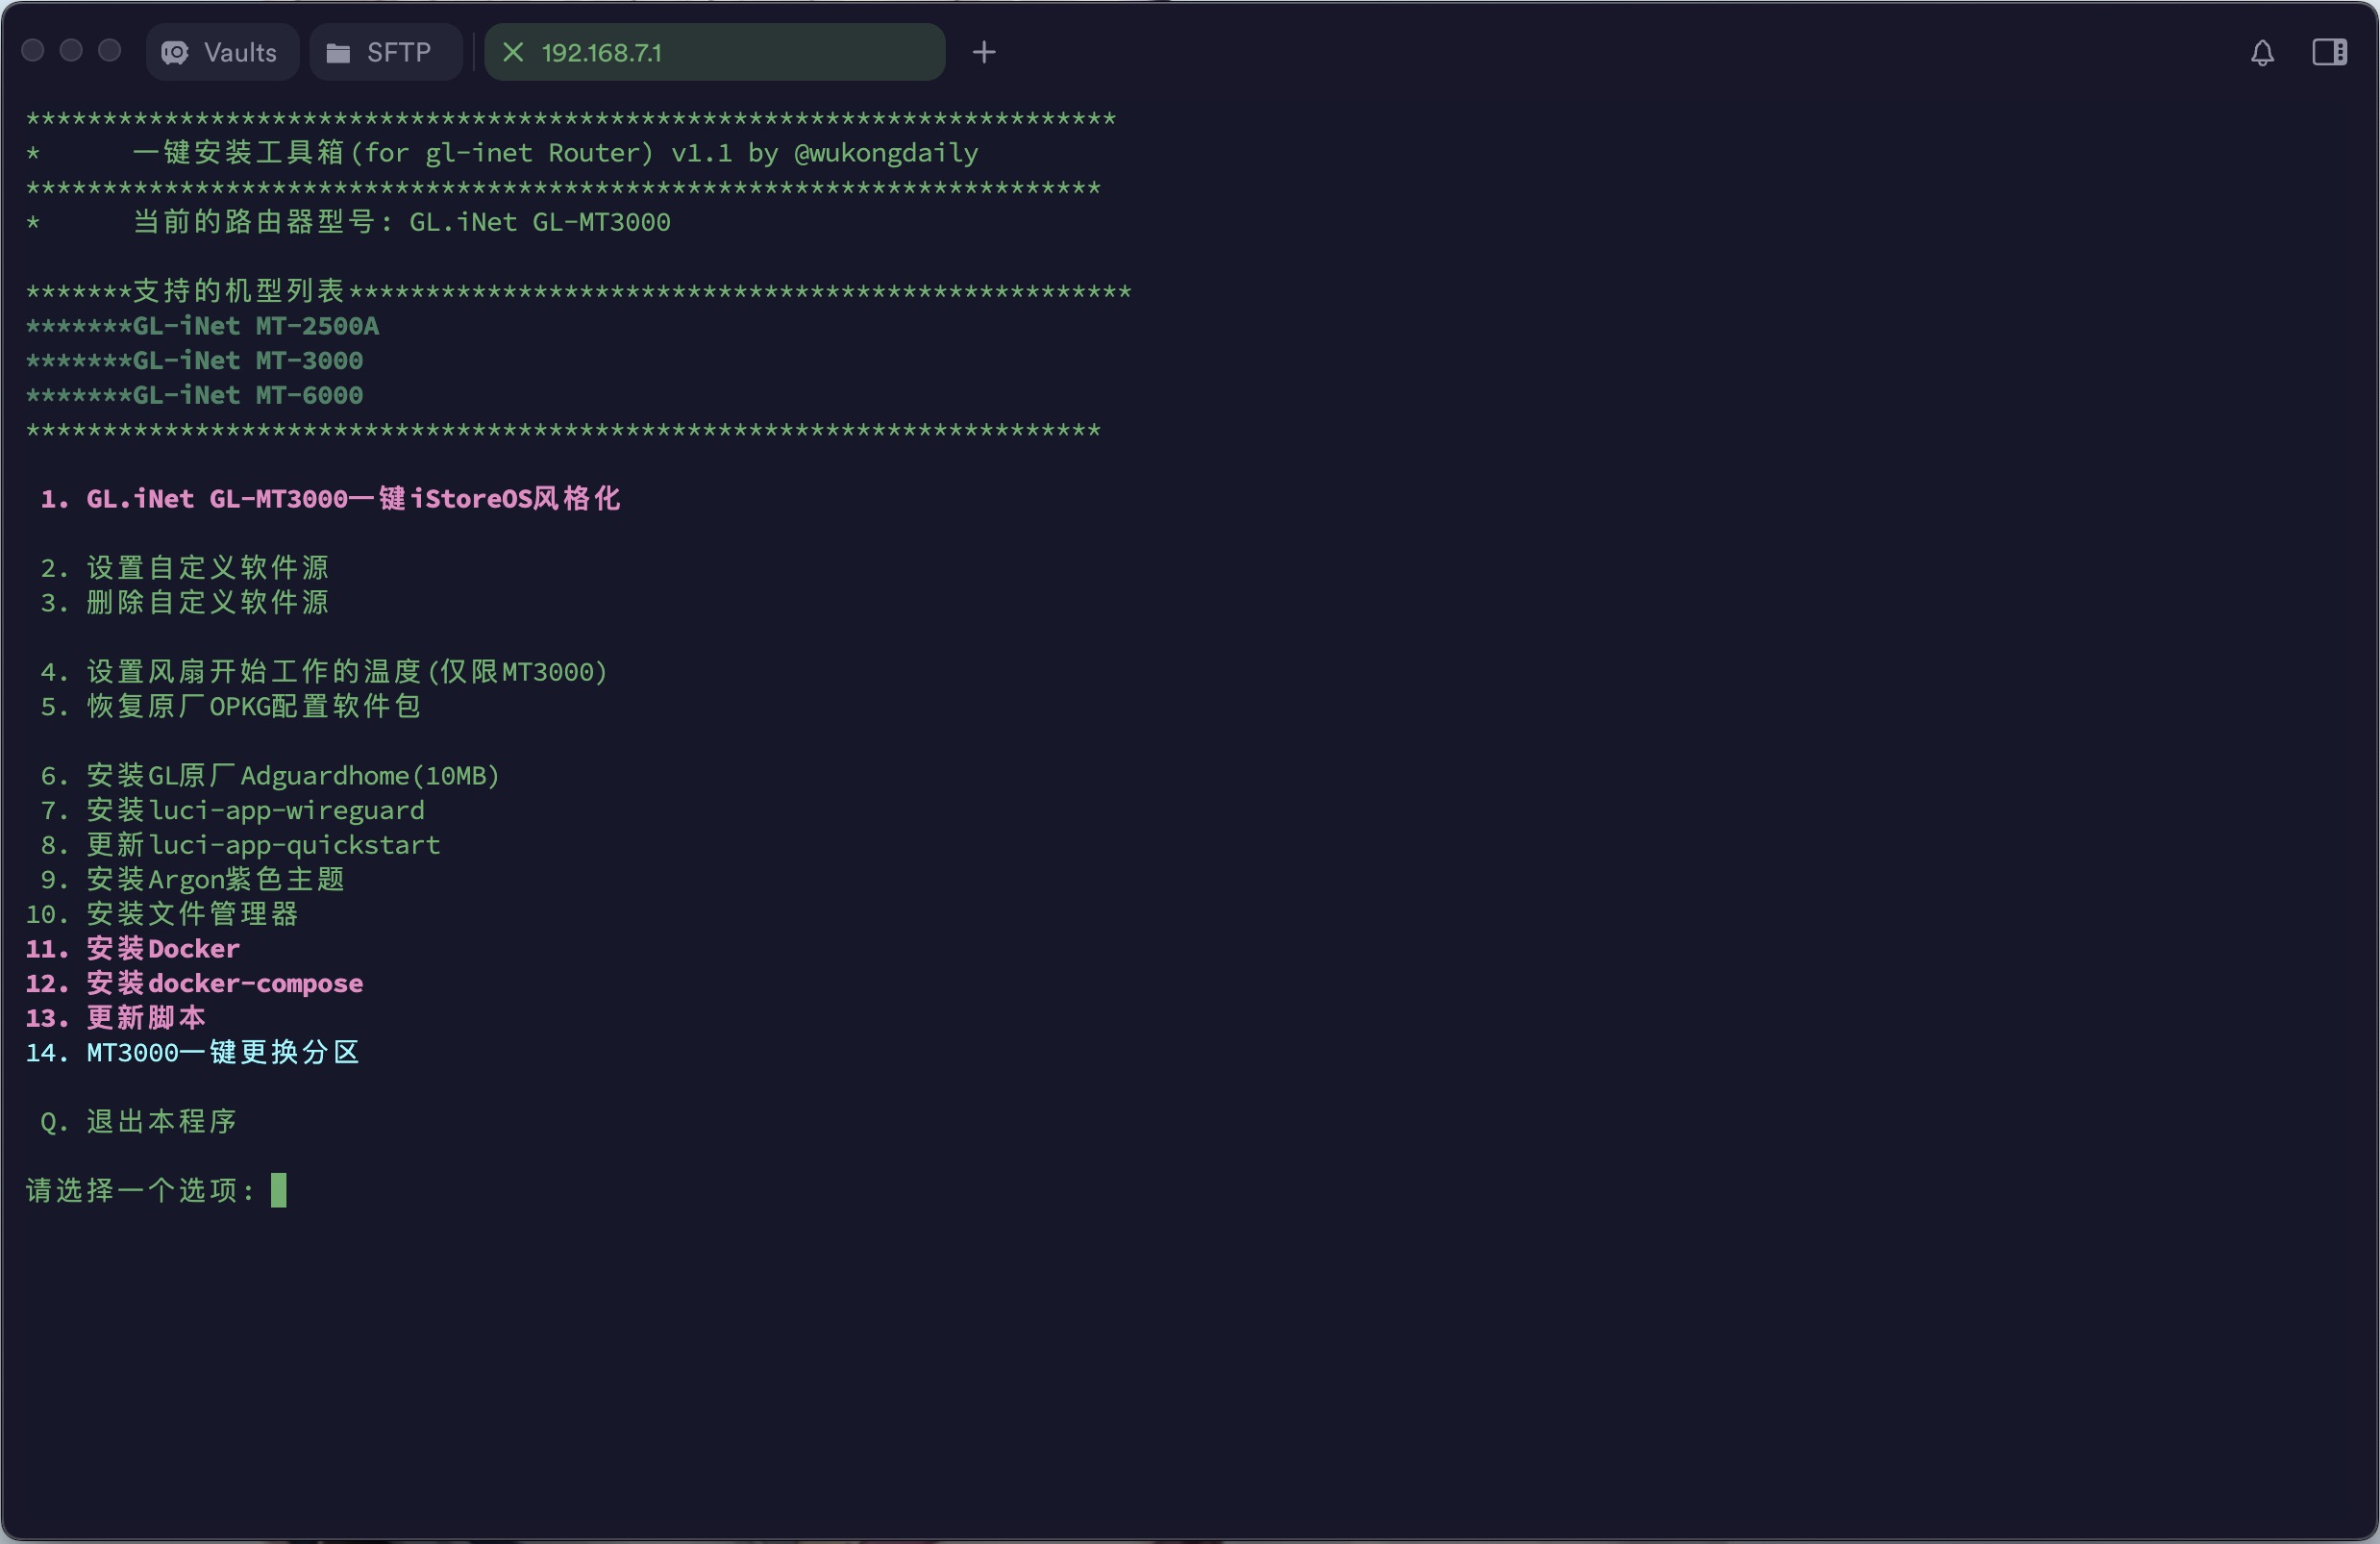 Vaults SFTP 192.168.7.1
***********************************************************************
*      一键安装工具箱(for gl-inet Router) v1.1 by @wukongdaily
**********************************************************************
*      当前的路由器型号: GL.iNet GL-MT3000
*******支持的机型列表***************************************************
*******GL-iNet MT-2500A
*******GL-iNet MT-3000
*******GL-iNet MT-6000
**********************************************************************
1. GL.iNet GL-MT3000一键iStoreOS风格化
2. 设置自定义软件源
3. 删除自定义软件源
4. 设置风扇开始工作的温度(仅限MT3000)
5. 恢复原厂OPKG配置软件包
6. 安装GL原厂Adguardhome(10MB)
7. 安装luci-app-wireguard
8. 更新luci-app-quickstart
9. 安装Argon紫色主题
10. 安装文件管理器
11. 安装Docker
12. 安装docker-compose
13. 更新脚本
14. MT3000一键更换分区
Q. 退出本程序
请选择一个选项: